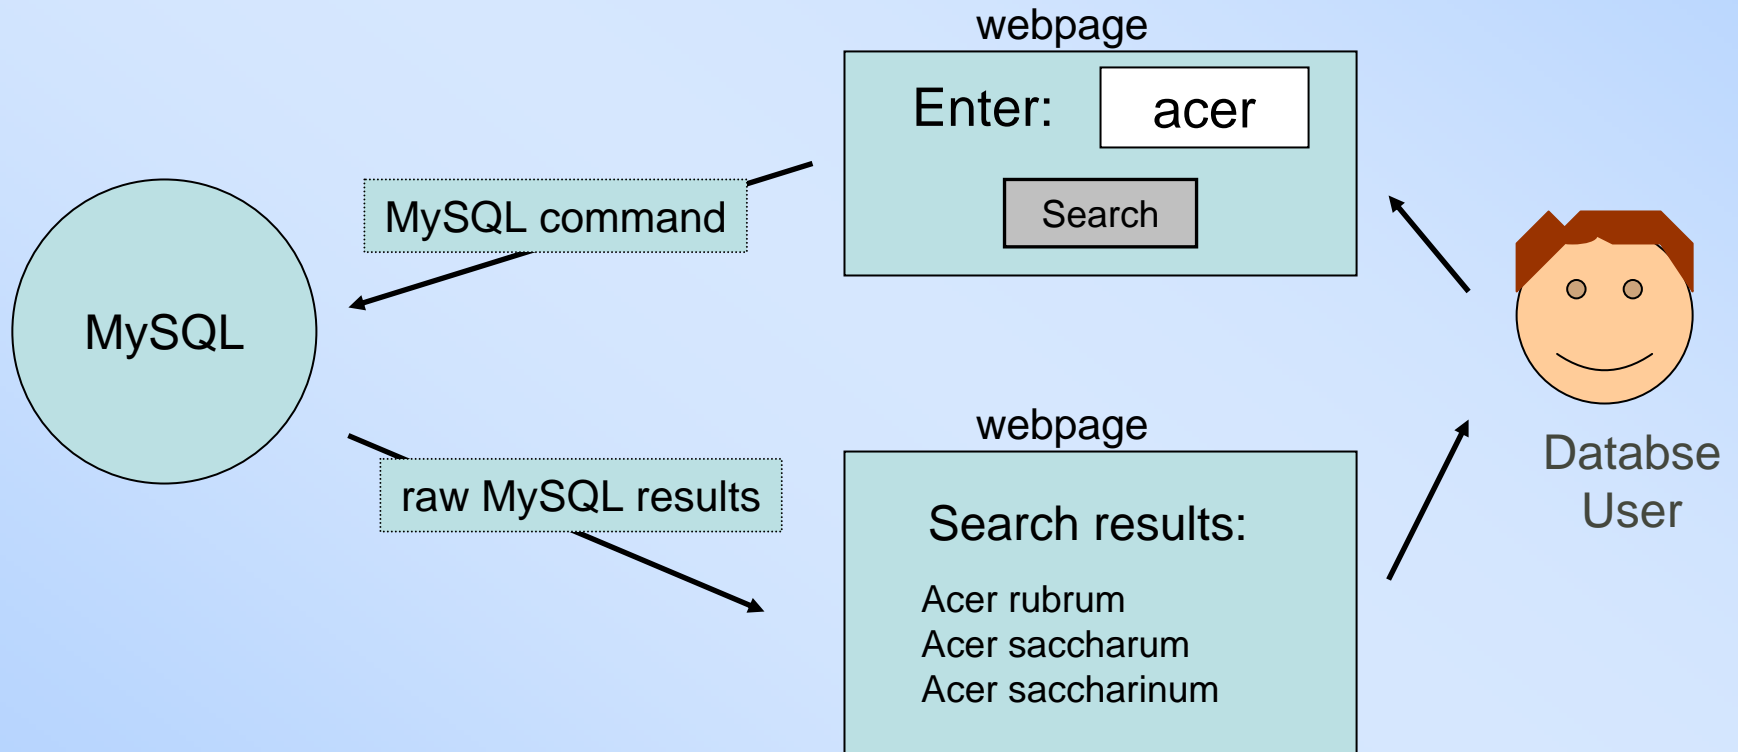 webpage
Enter: acer
Search
MySQL command
MySQL
raw MySQL results
webpage
Search results:
Acer rubrum
Acer saccharum
Acer saccharinum
Databse
User